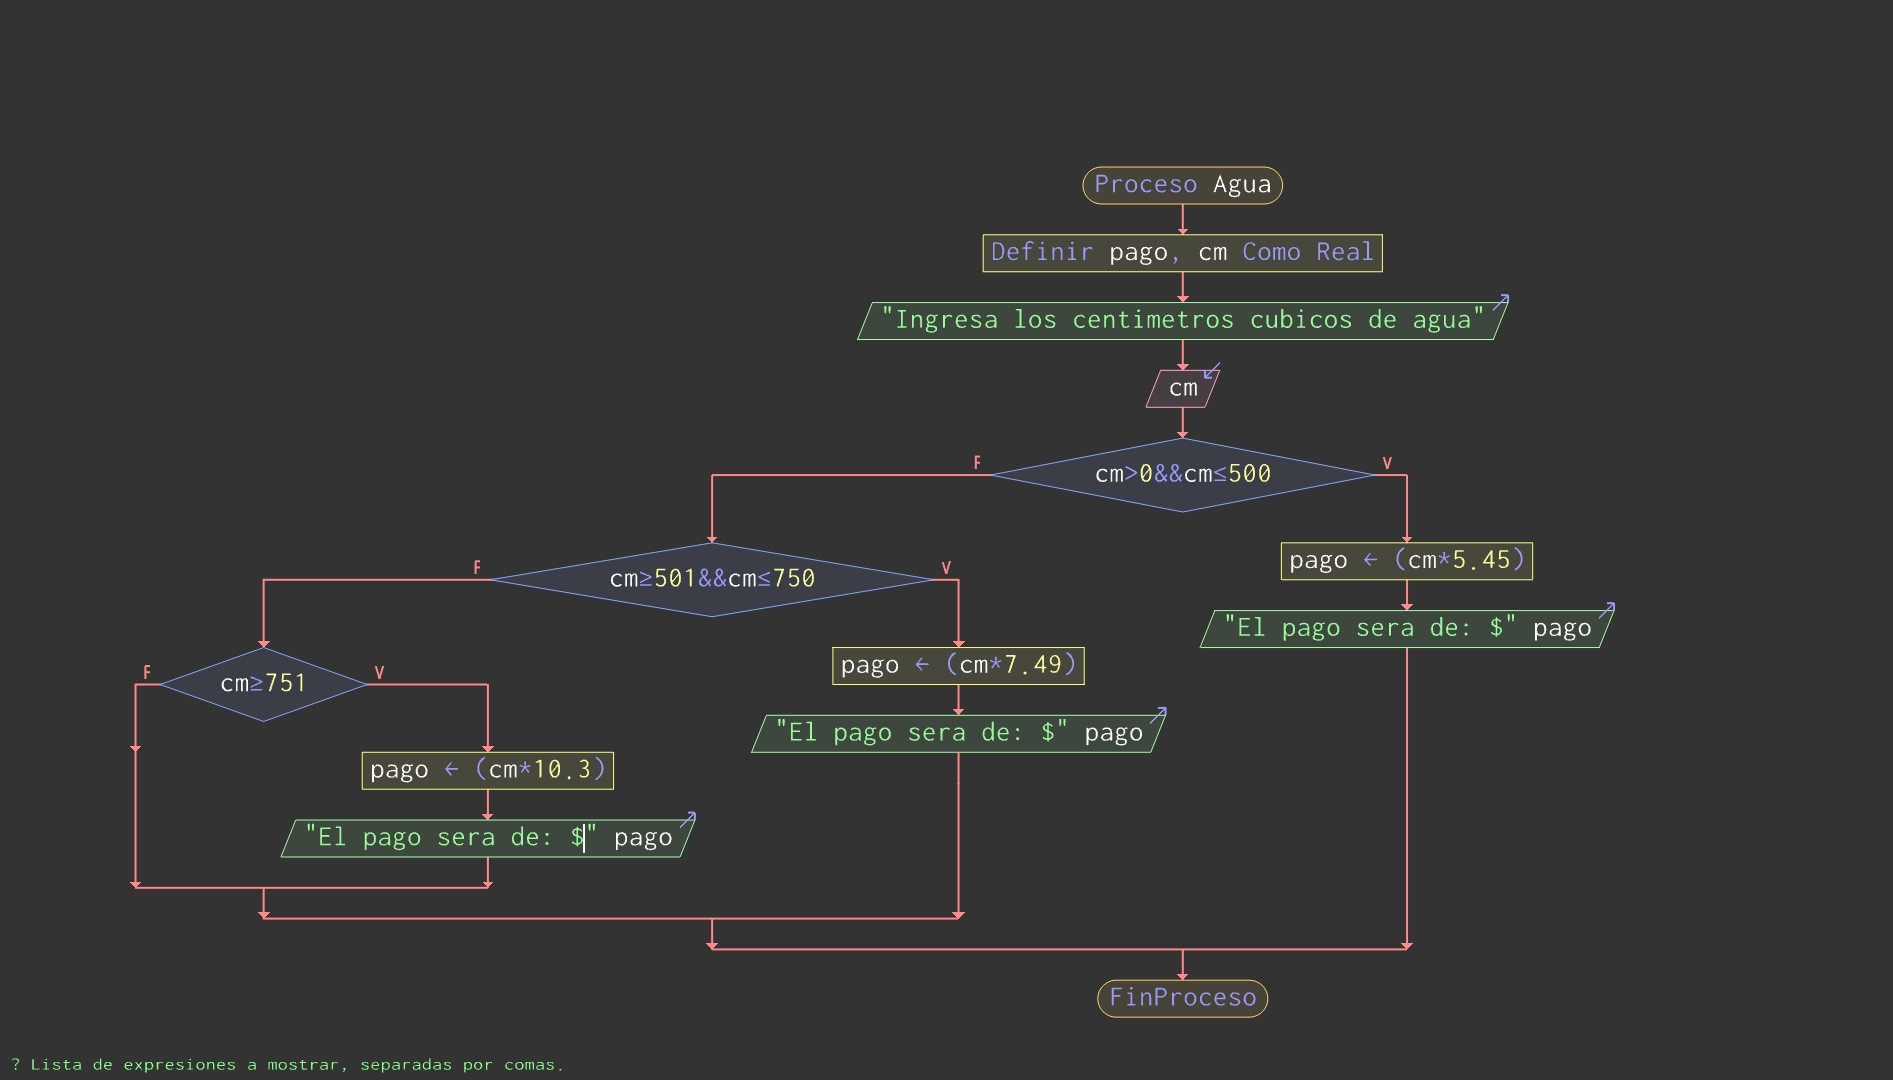 Proceso Agua
Definir pago, cm Como Real
"Ingresa los centimetros cubicos de agua"
cm
F
cm>0&&cm≤500
V
F
cm≥501&&cm≤750
V
pago ← (cm*5.45)
"El pago sera de: $" pago
F
cm≥751
V
pago ← (cm*7.49)
"El pago sera de: $" pago
pago ← (cm*10.3)
"El pago sera de: $" pago
FinProceso
? Lista de expresiones a mostrar, separadas por comas.